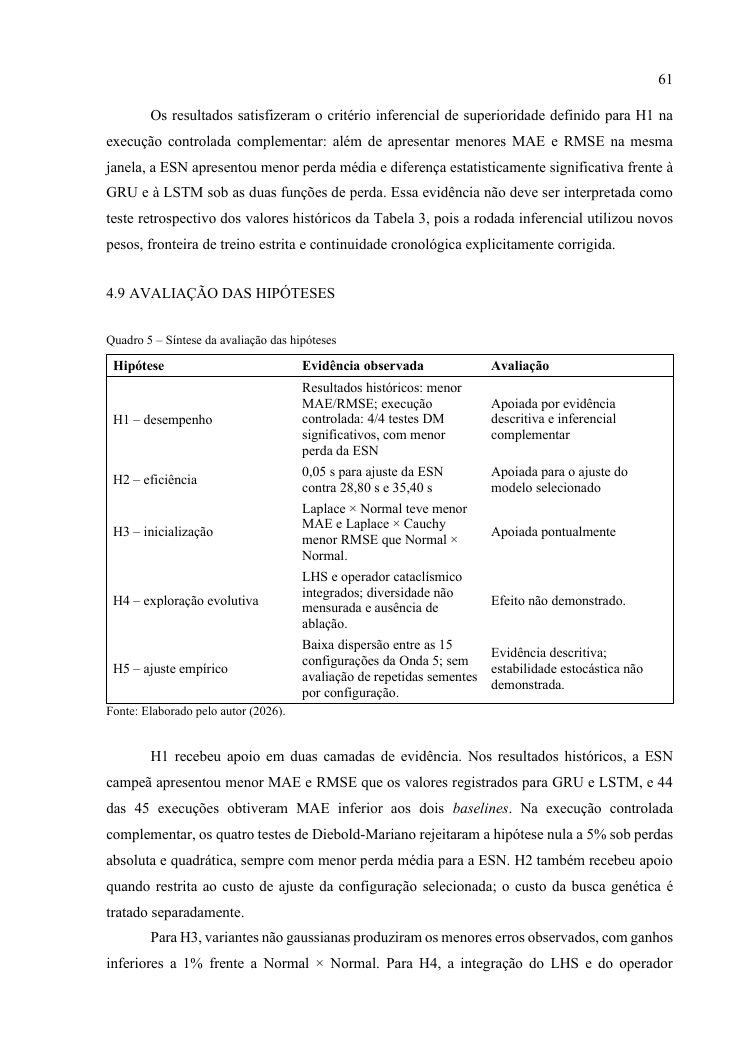 61
Os resultados satisfizeram o critério inferencial de superioridade definido para H1 na
execução controlada complementar: além de apresentar menores MAE e RMSE na mesma
janela, a ESN apresentou menor perda média e diferença estatisticamente significativa frente à
GRU e à LSTM sob as duas funções de perda. Essa evidência não deve ser interpretada como
teste retrospectivo dos valores históricos da Tabela 3, pois a rodada inferencial utilizou novos
pesos, fronteira de treino estrita e continuidade cronológica explicitamente corrigida.
4.9 AVALIAÇÃO DAS HIPÓTESES
Quadro 5 – Síntese da avaliação das hipóteses
Hipótese
Evidência observada
Avaliação
H1 – desempenho
Resultados históricos: menor
MAE/RMSE; execução
controlada: 4/4 testes DM
significativos, com menor
perda da ESN
Apoiada por evidência
descritiva e inferencial
complementar
H2 – eficiência
0,05 s para ajuste da ESN
contra 28,80 s e 35,40 s
Apoiada para o ajuste do
modelo selecionado
H3 – inicialização
Laplace × Normal teve menor
MAE e Laplace × Cauchy
menor RMSE que Normal ×
Normal.
Apoiada pontualmente
H4 – exploração evolutiva
LHS e operador cataclísmico
integrados; diversidade não
mensurada e ausência de
ablação.
Efeito não demonstrado.
H5 – ajuste empírico
Baixa dispersão entre as 15
configurações da Onda 5; sem
avaliação de repetidas sementes
por configuração.
Evidência descritiva;
estabilidade estocástica não
demonstrada.
Fonte: Elaborado pelo autor (2026).
H1 recebeu apoio em duas camadas de evidência. Nos resultados históricos, a ESN
campeã apresentou menor MAE e RMSE que os valores registrados para GRU e LSTM, e 44
das 45 execuções obtiveram MAE inferior aos dois baselines. Na execução controlada
complementar, os quatro testes de Diebold-Mariano rejeitaram a hipótese nula a 5% sob perdas
absoluta e quadrática, sempre com menor perda média para a ESN. H2 também recebeu apoio
quando restrita ao custo de ajuste da configuração selecionada; o custo da busca genética é
tratado separadamente.
Para H3, variantes não gaussianas produziram os menores erros observados, com ganhos
inferiores a 1% frente a Normal × Normal. Para H4, a integração do LHS e do operador